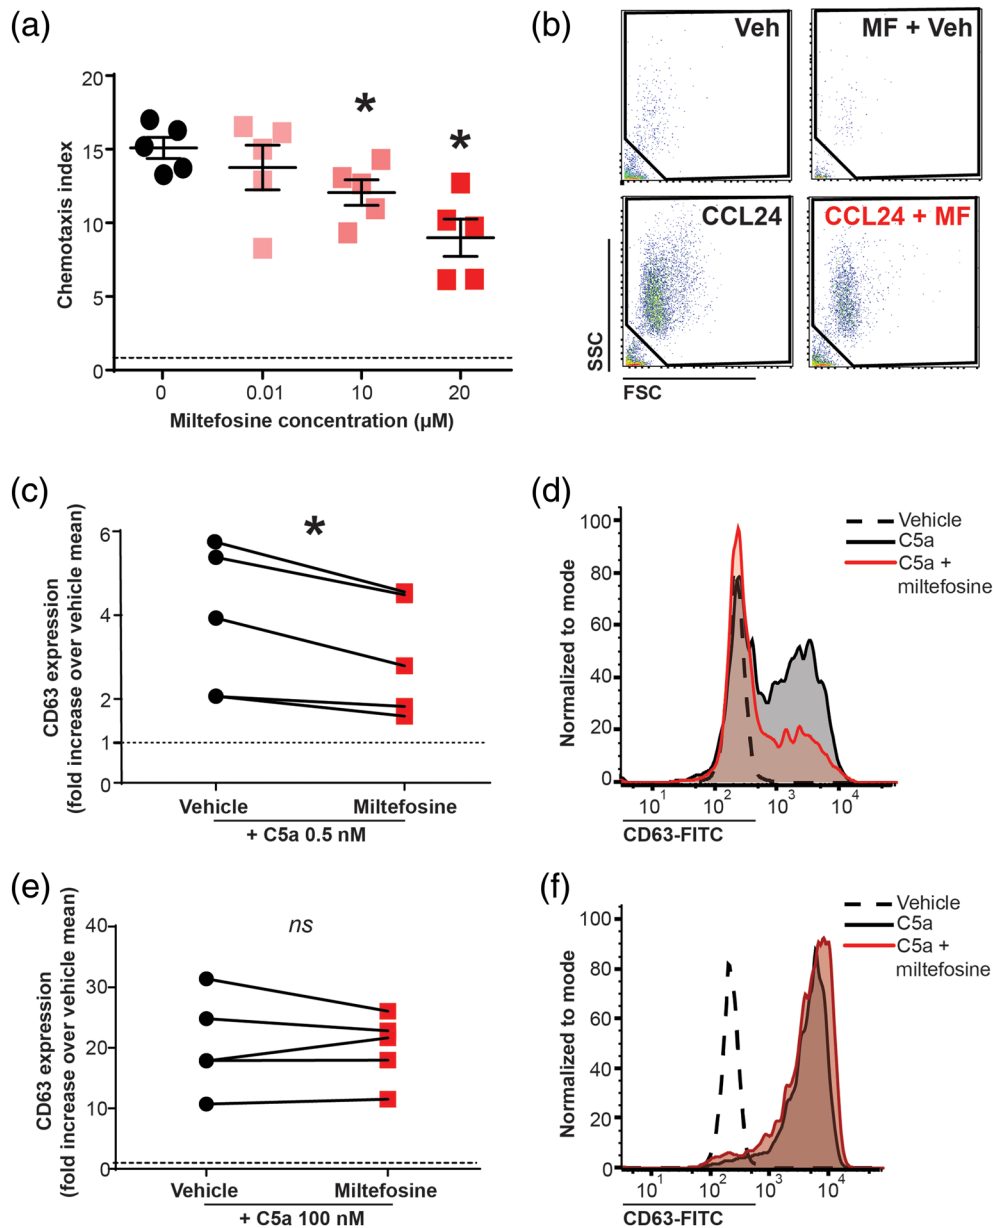 (a)
20
15
10
5
0
Chemotaxis index
*
*
0 0.01 10 20
Miltefosine concentration (µM)
(b)
Veh
MF + Veh
CCL24
CCL24 + MF
SSC
FSC
(c)
CD63 expression
(fold increase over vehicle mean)
6
4
2
1
0
*
Vehicle Miltefosine
+ C5a 0.5 nM
(d)
Normalized to mode
100
80
60
40
20
0
10¹ 10² 10³ 10⁴
CD63-FITC
Vehicle
C5a
C5a +
miltefosine
(e)
CD63 expression
(fold increase over vehicle mean)
40
30
20
10
0
ns
Vehicle Miltefosine
+ C5a 100 nM
(f)
Normalized to mode
100
80
60
40
20
0
10¹ 10² 10³ 10⁴
CD63-FITC
Vehicle
C5a
C5a +
miltefosine